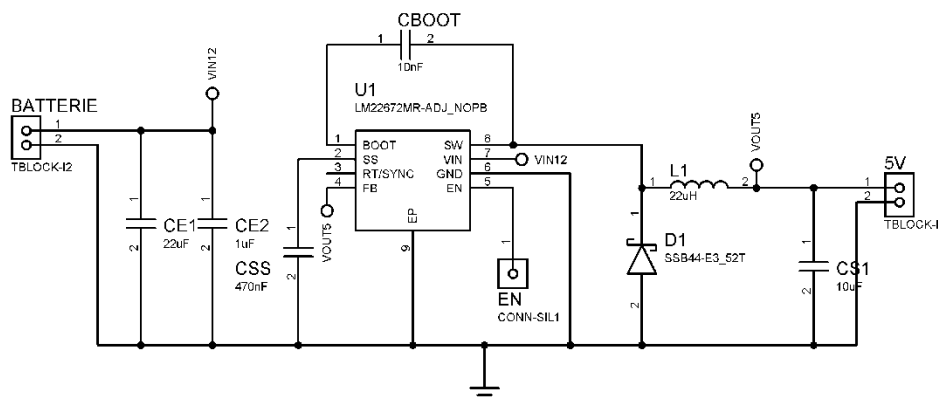 CBOOT
1 2
10nF
VIN12
U1
LM22672MR-ADJ_NOPB
BATTERIE
1
2
TBLOCK-I2
1 BOOT SW 8
2 SS VIN 7 VIN12
3 RT/SYNC GND 6
4 FB EN 5
EP
9
VOUT5
VOUT5
L1
1 2
22uH
5V
1
2
TBLOCK-I
1
2
CE1
22uF
1
2
CE2
1uF
1
2
CSS
470nF
1
EN
CONN-SIL1
1
2
D1
SSB44-E3_52T
1
2
CS1
10uF